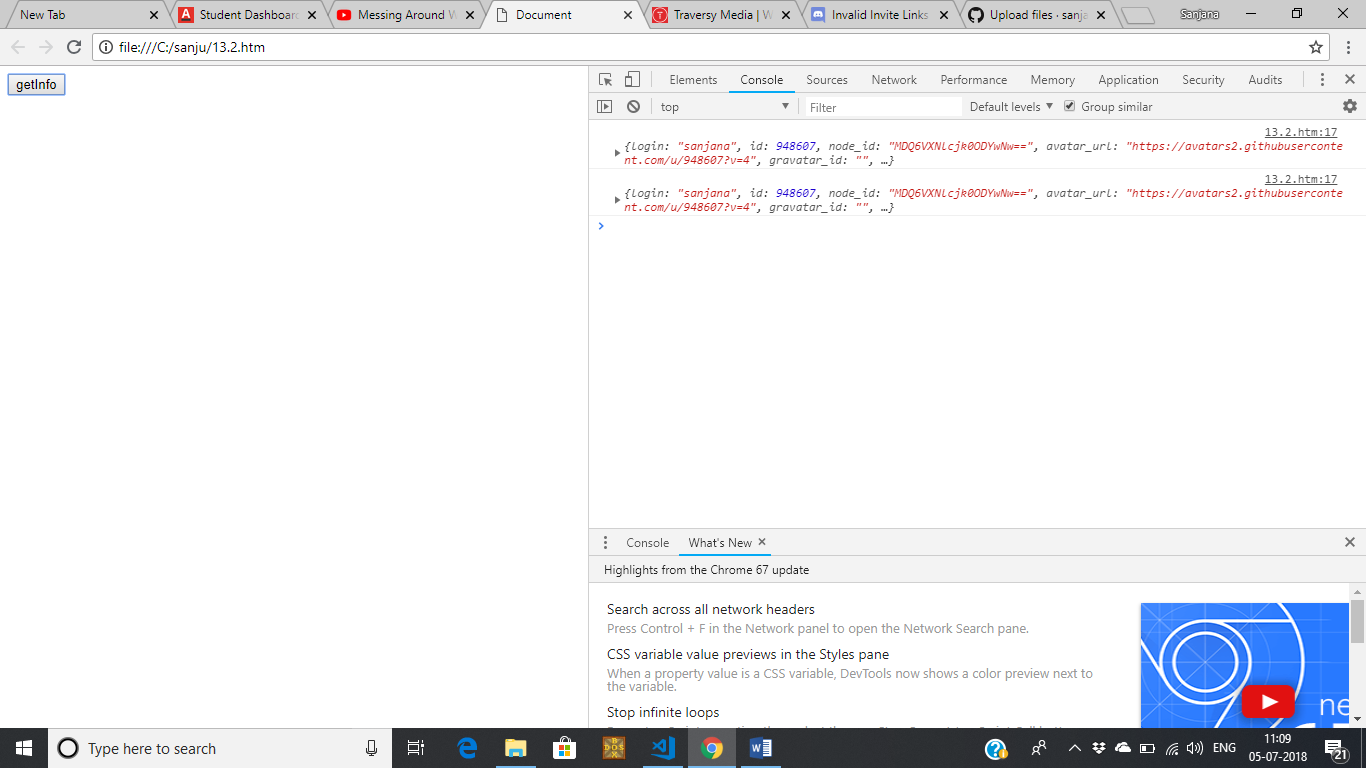 New Tab
Student Dashboard
Messing Around W
Document
Traversy Media | W
Invalid Invite Links
Upload files · sanja
Sanjana
file:///C:/sanju/13.2.htm
getInfo
Elements Console Sources Network Performance Memory Application Security Audits
top Filter Default levels Group similar
13.2.htm:17
{login: "sanjana", id: 948607, node_id: "MDQ6VXNlcjk0ODYwNw==", avatar_url: "https://avatars2.githubuserconte
nt.com/u/948607?v=4", gravatar_id: "", …}
13.2.htm:17
{login: "sanjana", id: 948607, node_id: "MDQ6VXNlcjk0ODYwNw==", avatar_url: "https://avatars2.githubuserconte
nt.com/u/948607?v=4", gravatar_id: "", …}
Console What's New
Highlights from the Chrome 67 update
Search across all network headers
Press Control + F in the Network panel to open the Network Search pane.
CSS variable value previews in the Styles pane
When a property value is a CSS variable, DevTools now shows a color preview next to
the variable.
Stop infinite loops
ne
Type here to search
ENG
11:09
05-07-2018
21